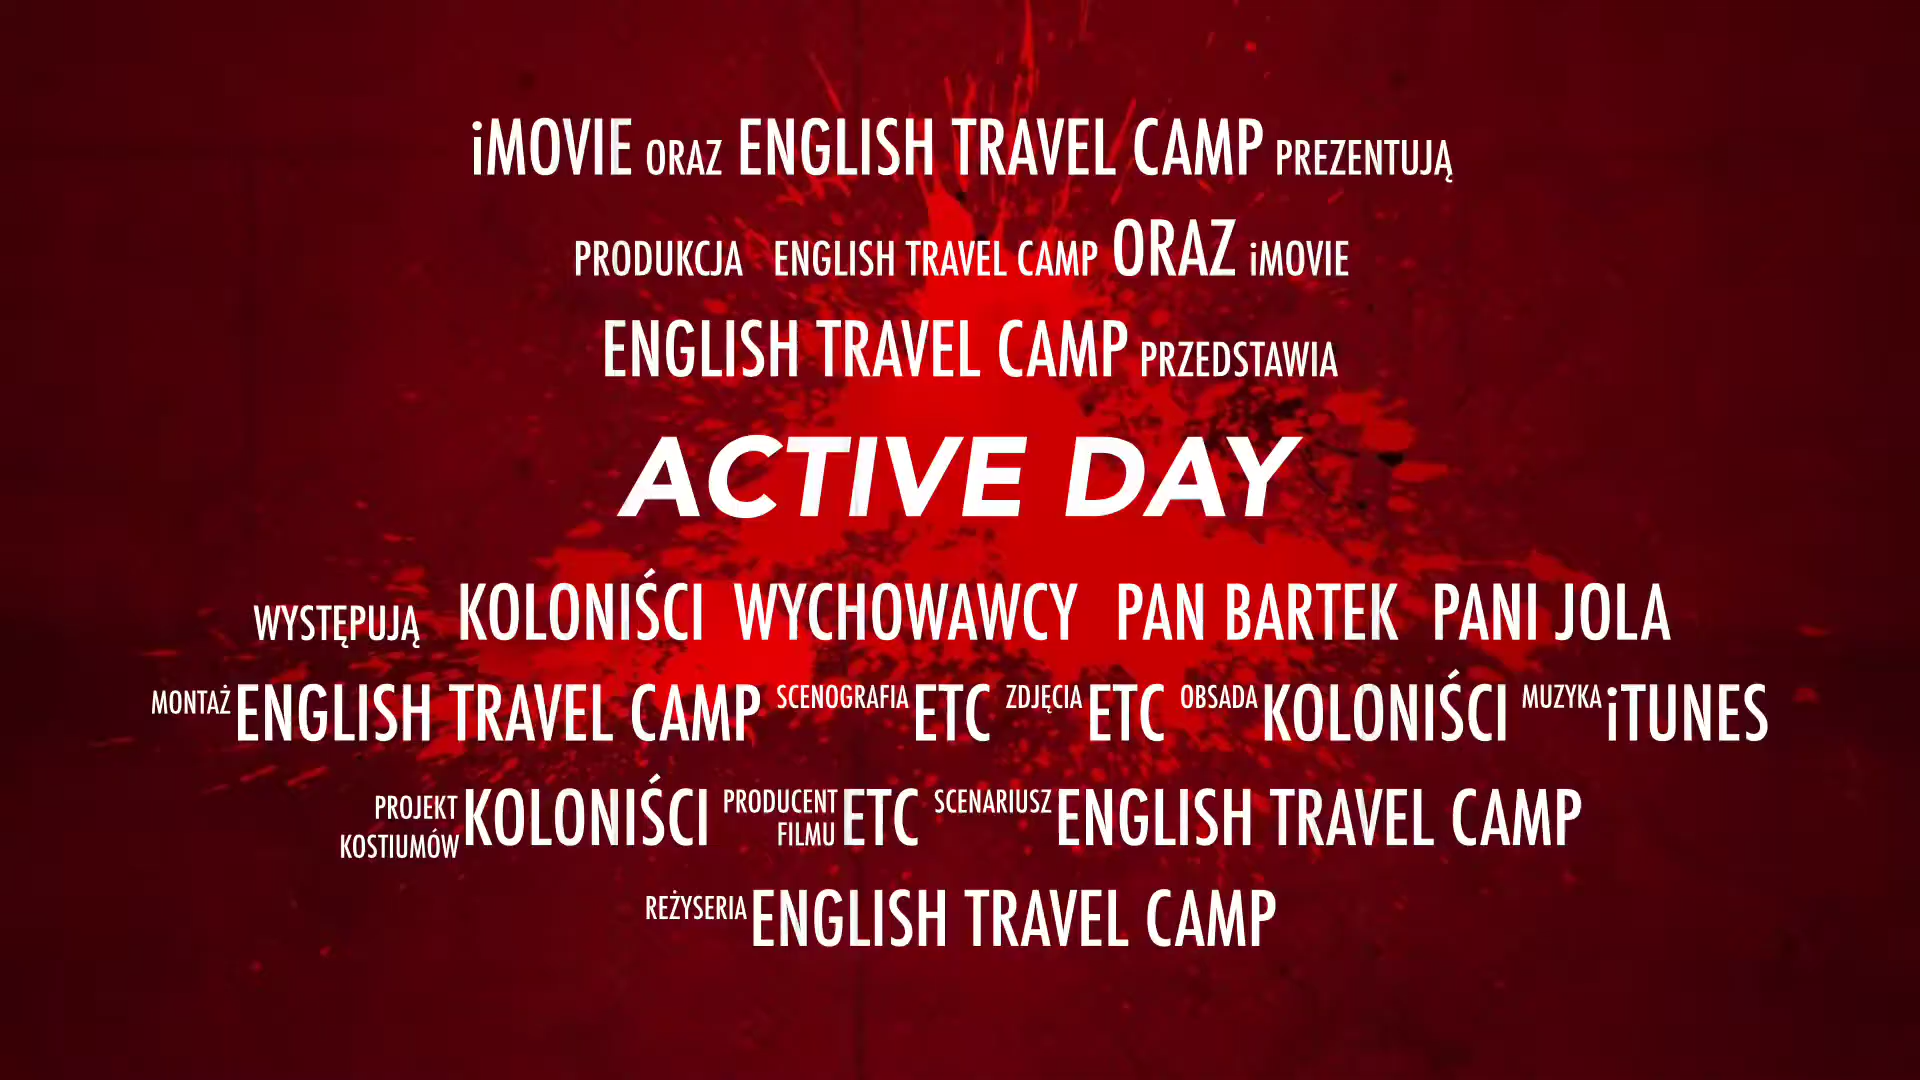 iMOVIE ORAZ ENGLISH TRAVEL CAMP PREZENTUJĄ
PRODUKCJA ENGLISH TRAVEL CAMP ORAZ iMOVIE
ENGLISH TRAVEL CAMP PRZEDSTAWIA
ACTIVE DAY
WYSTĘPUJĄ KOLONIŚCI WYCHOWAWCY PAN BARTEK PANI JOLA
MONTAŻ ENGLISH TRAVEL CAMP SCENOGRAFIA ETC ZDJĘCIA ETC OBSADA KOLONIŚCI MUZYKA iTUNES
PROJEKT KOSTIUMÓW KOLONIŚCI PRODUCENT FILMU ETC SCENARIUSZ ENGLISH TRAVEL CAMP
REŻYSERIA ENGLISH TRAVEL CAMP